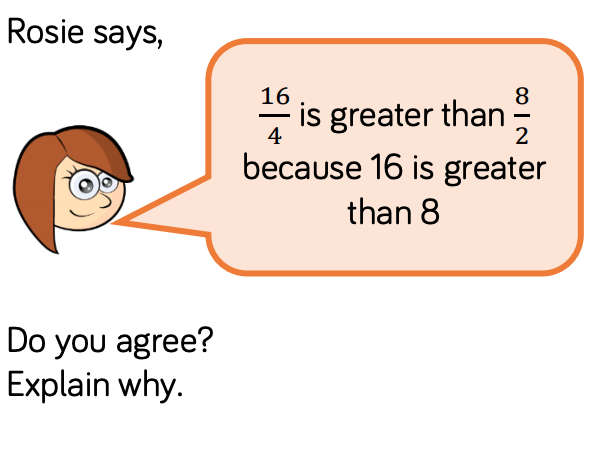 Rosie says,
16/4 is greater than 8/2
because 16 is greater
than 8
Do you agree?
Explain why.